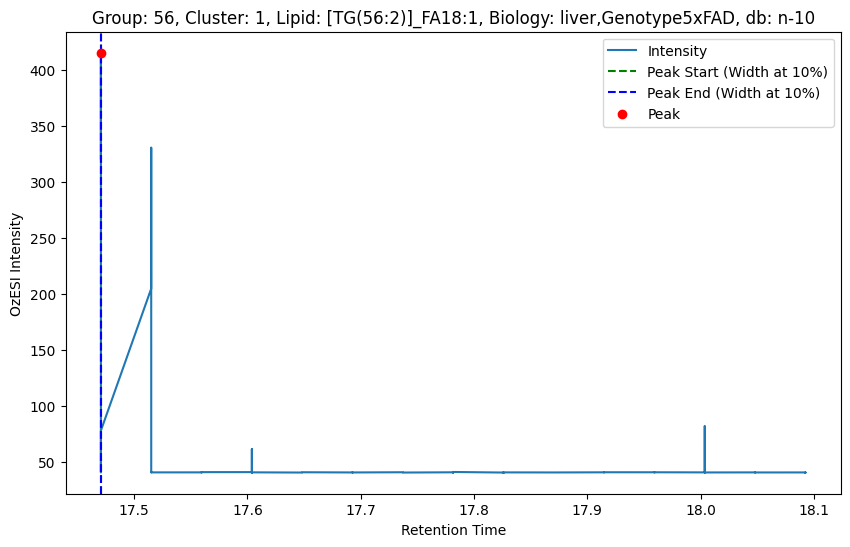 Group: 56, Cluster: 1, Lipid: [TG(56:2)]_FA18:1, Biology: liver,Genotype5xFAD, db: n-10
Intensity
Peak Start (Width at 10%)
Peak End (Width at 10%)
Peak
400
350
300
250
200
150
100
50
OzESI Intensity
17.5
17.6
17.7
17.8
17.9
18.0
18.1
Retention Time